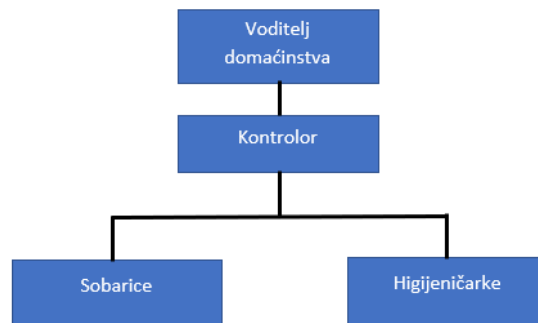 Voditelj
domaćinstva
Kontrolor
Sobarice
Higijeničarke